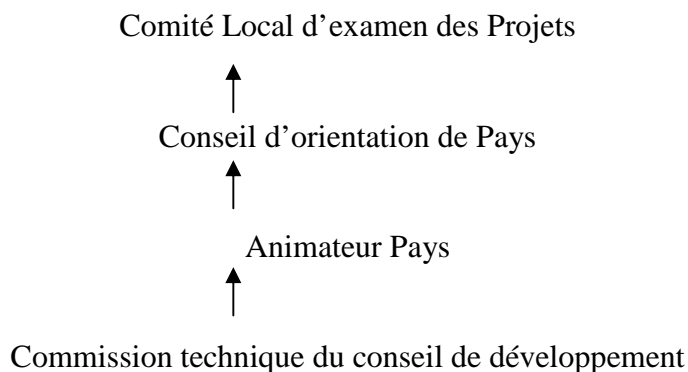 Comité Local d’examen des Projets
Conseil d’orientation de Pays
Animateur Pays
Commission technique du conseil de développement